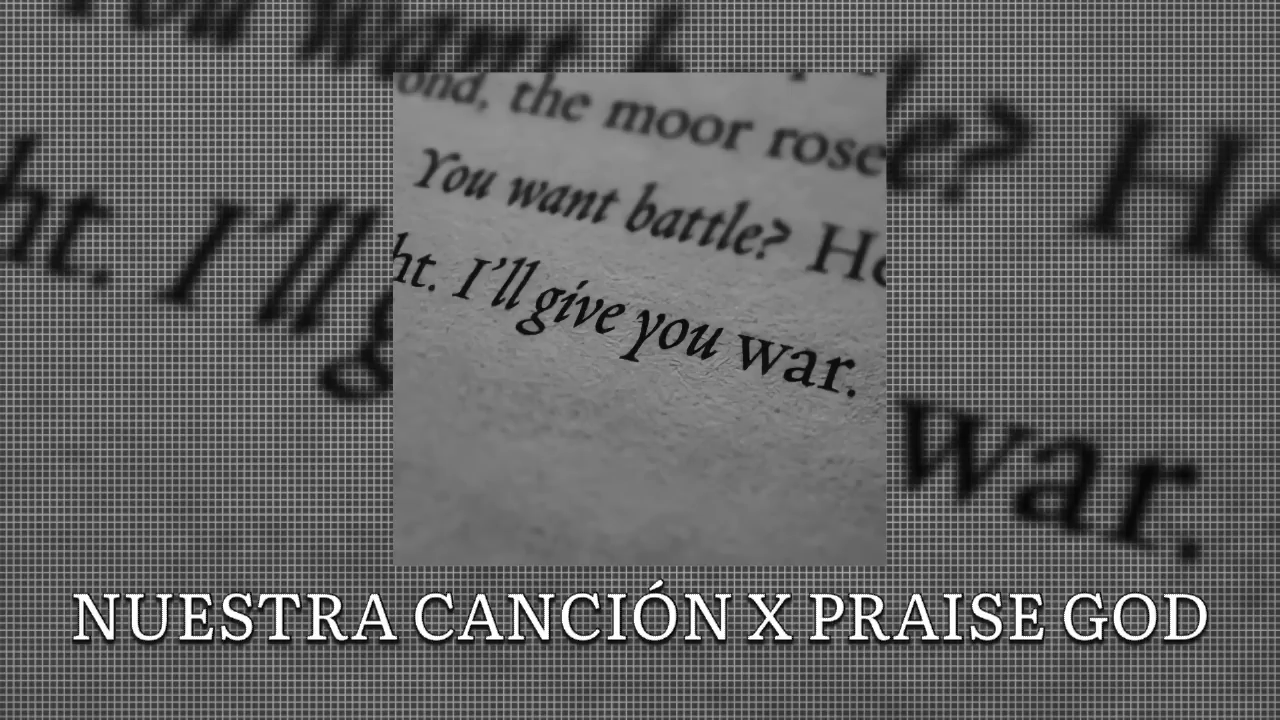 ond, the moor rose
You want battle? He
ht. I'll give you war.
NUESTRA CANCIÓN X PRAISE GOD